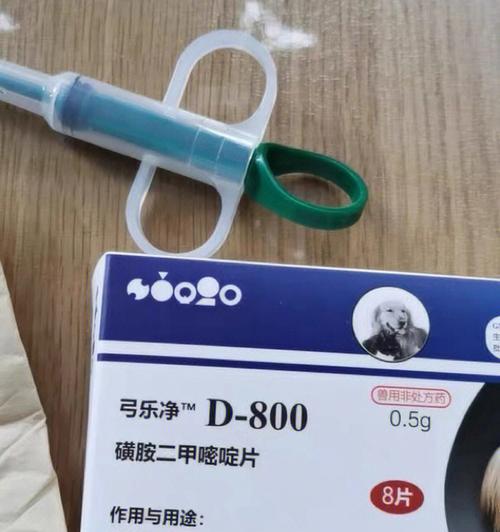 弓乐净™ D-800
兽用非处方药
0.5g
磺胺二甲嘧啶片
8片
作用与用途: